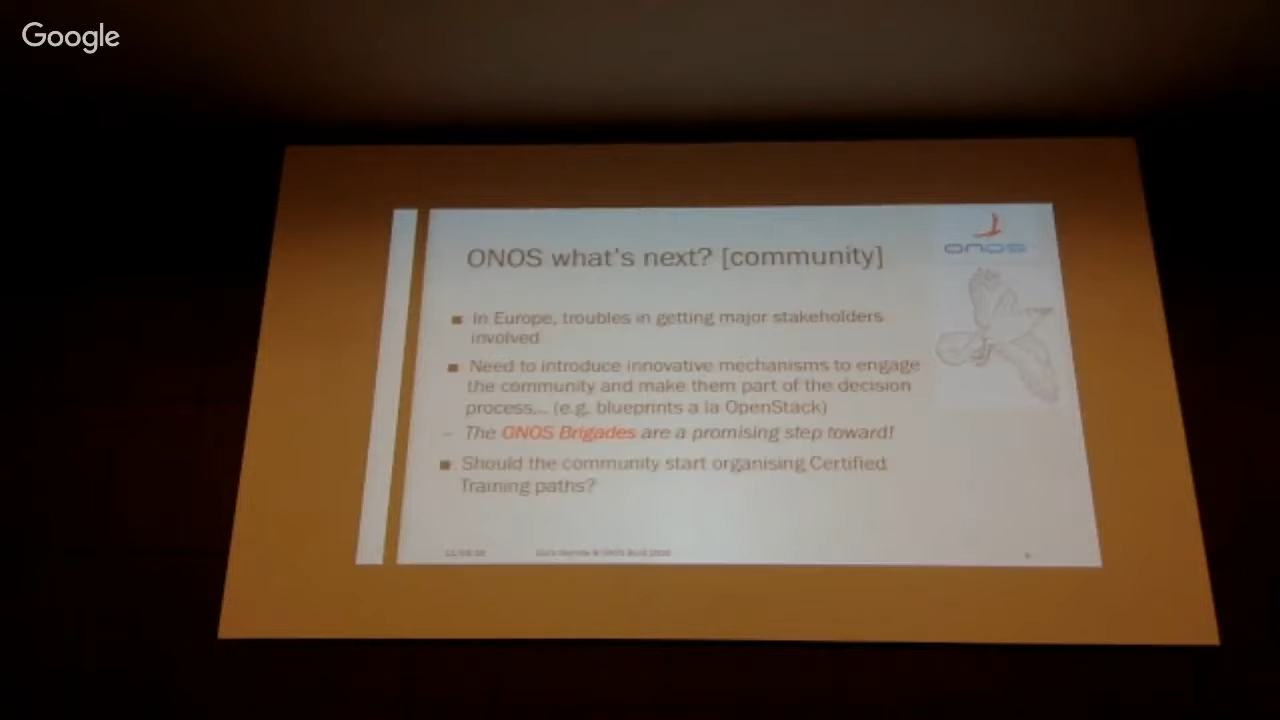 Google
ONOS
ONOS what's next? [community]
■ In Europe, troubles in getting major stakeholders
involved
■ Need to introduce innovative mechanisms to engage
the community and make them part of the decision
process... (e.g. blueprints a la OpenStack)
– The ONOS Brigades are a promising step toward!
■ Should the community start organising Certified
Training paths?